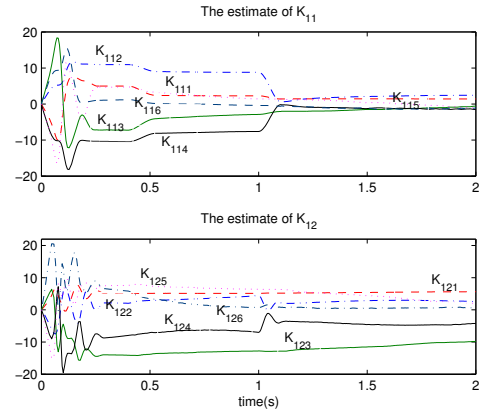 The estimate of K₁₁
20
10
0
−10
−20
0
0.5
1
1.5
2
K₁₁₂
K₁₁₁
K₁₁₆
K₁₁₃
K₁₁₄
K₁₁₅
The estimate of K₁₂
20
10
0
−10
−20
0
0.5
1
1.5
2
K₁₂₅
K₁₂₁
K₁₂₂
K₁₂₆
K₁₂₄
K₁₂₃
time(s)